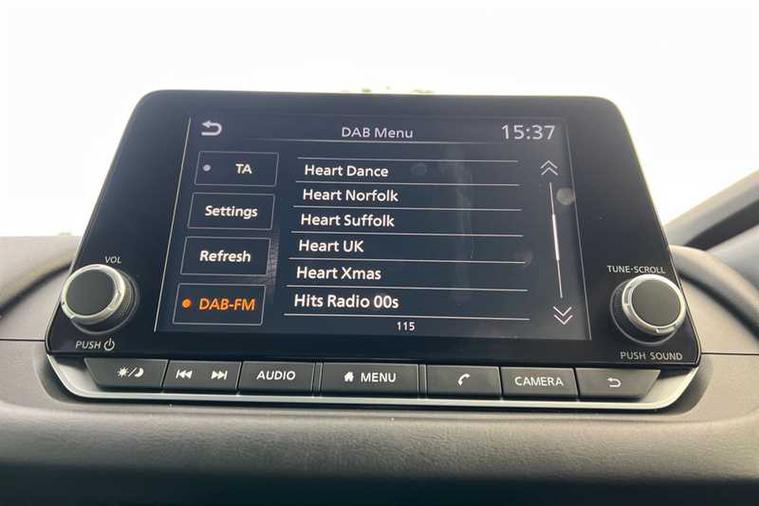 DAB Menu 15:37
TA
Settings
Refresh
DAB-FM
Heart Dance
Heart Norfolk
Heart Suffolk
Heart UK
Heart Xmas
Hits Radio 00s
115
VOL
PUSH
TUNE·SCROLL
PUSH SOUND
AUDIO
MENU
CAMERA